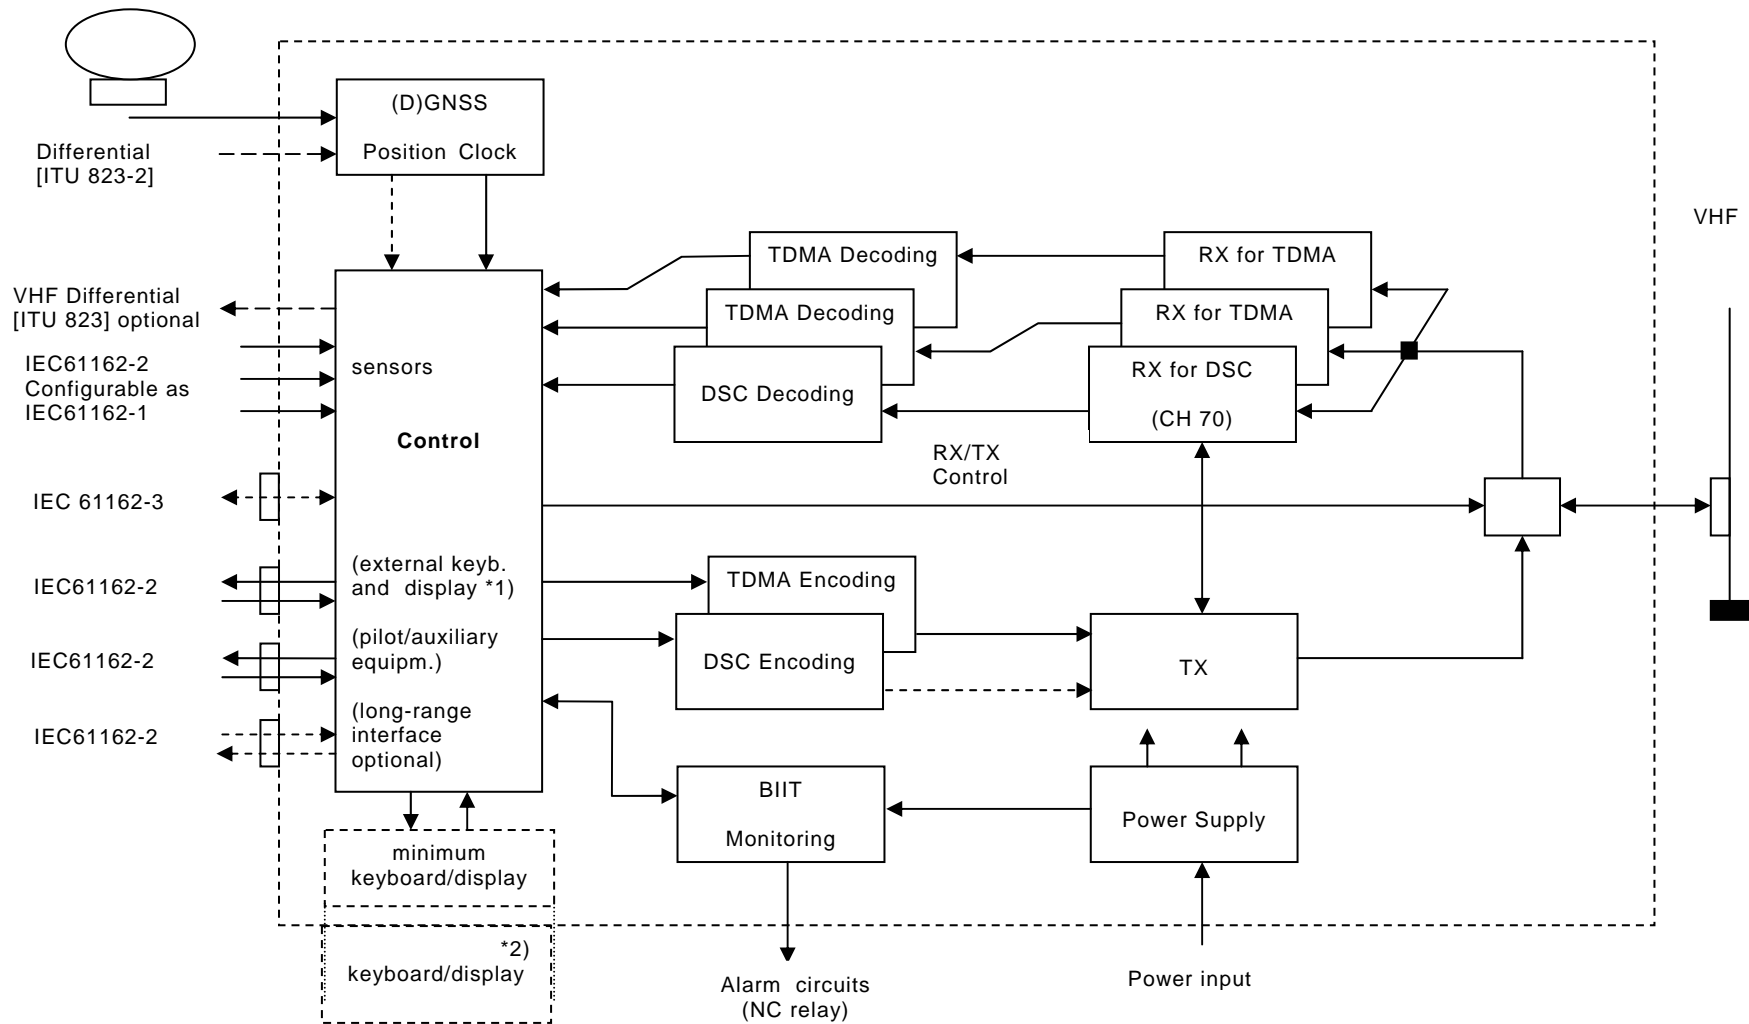 (D)GNSS
Position Clock
Differential
[ITU 823-2]
VHF
TDMA Decoding
RX for TDMA
VHF Differential
[ITU 823] optional
TDMA Decoding
RX for TDMA
IEC61162-2
Configurable as
IEC61162-1
sensors
DSC Decoding
RX for DSC
(CH 70)
Control
RX/TX
Control
IEC 61162-3
IEC61162-2
(external keyb.
and display *1)
TDMA Encoding
IEC61162-2
(pilot/auxiliary
equipm.)
DSC Encoding
TX
IEC61162-2
(long-range
interface
optional)
BIIT
Monitoring
Power Supply
minimum
keyboard/display
*2)
keyboard/display
Alarm circuits
(NC relay)
Power input